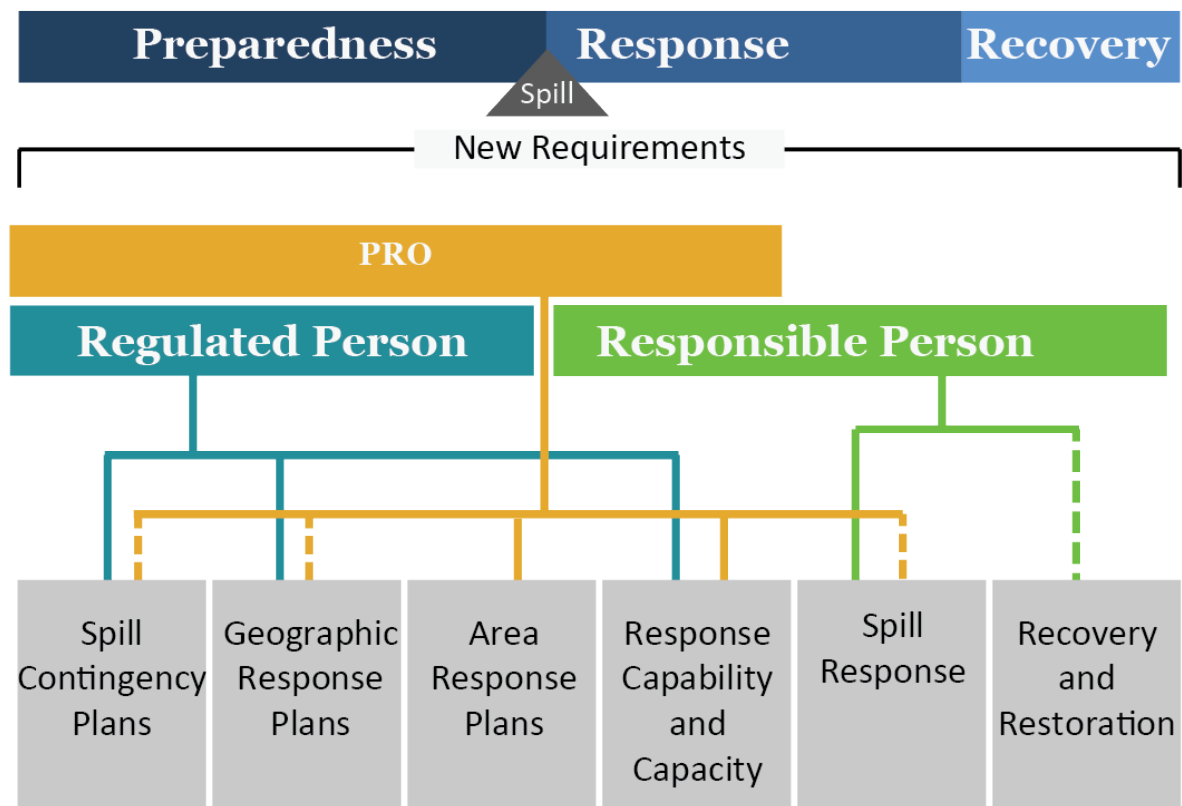 Preparedness
Response
Recovery
Spill
New Requirements
PRO
Regulated Person
Responsible Person
Spill
Contingency
Plans
Geographic
Response
Plans
Area
Response
Plans
Response
Capability
and
Capacity
Spill
Response
Recovery
and
Restoration